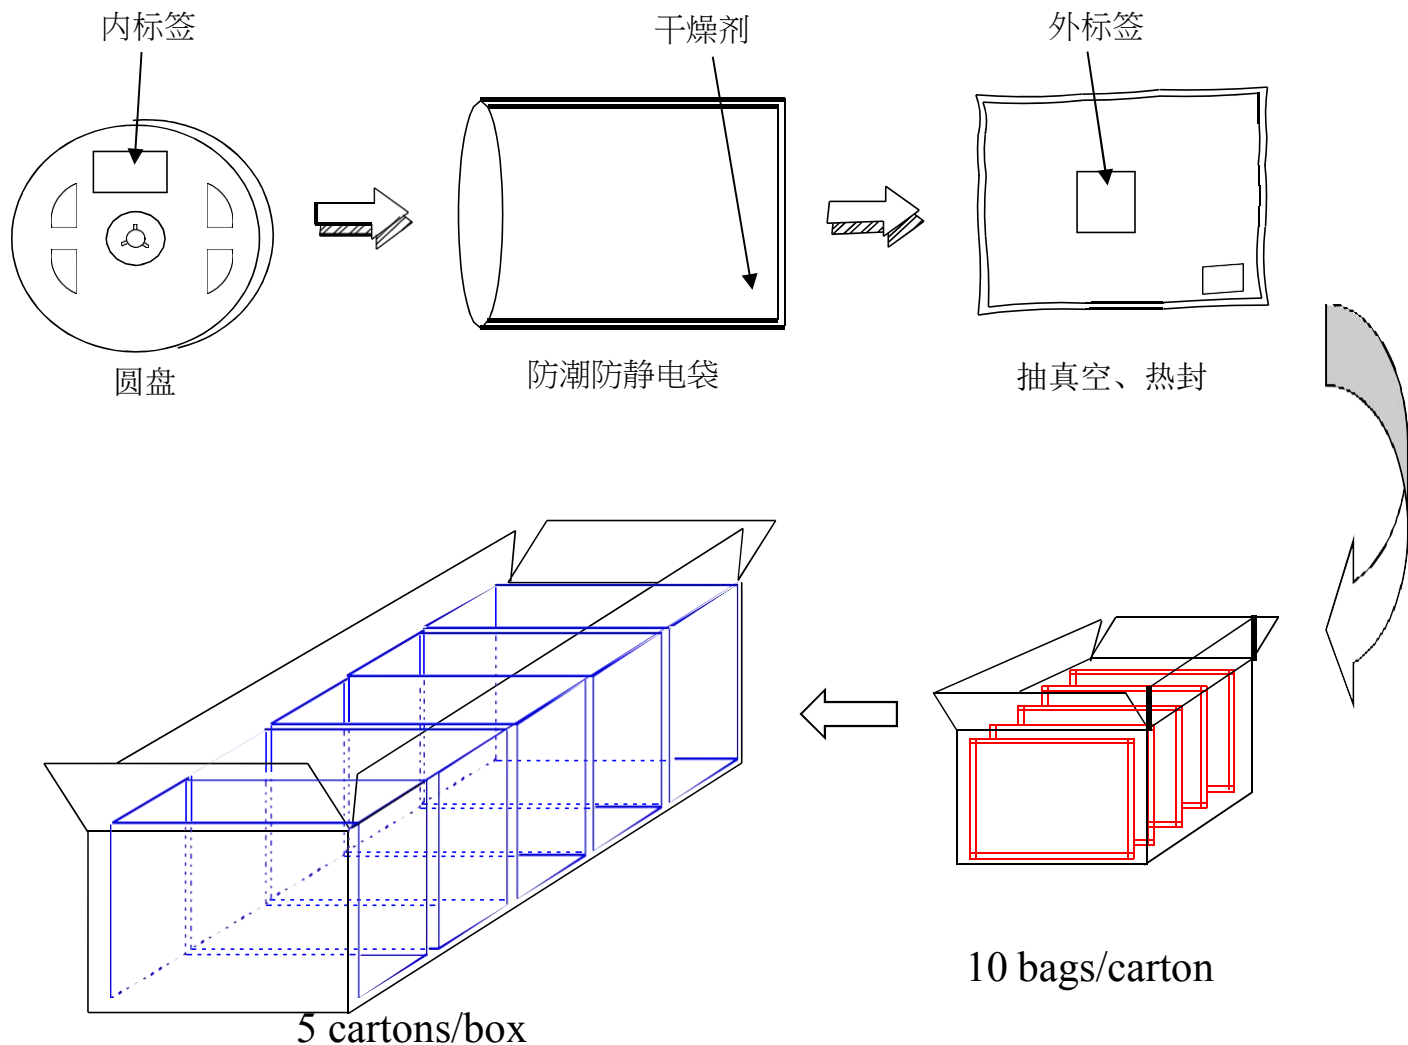 内标签
干燥剂
外标签
圆盘
防潮防静电袋
抽真空、热封
10 bags/carton
5 cartons/box